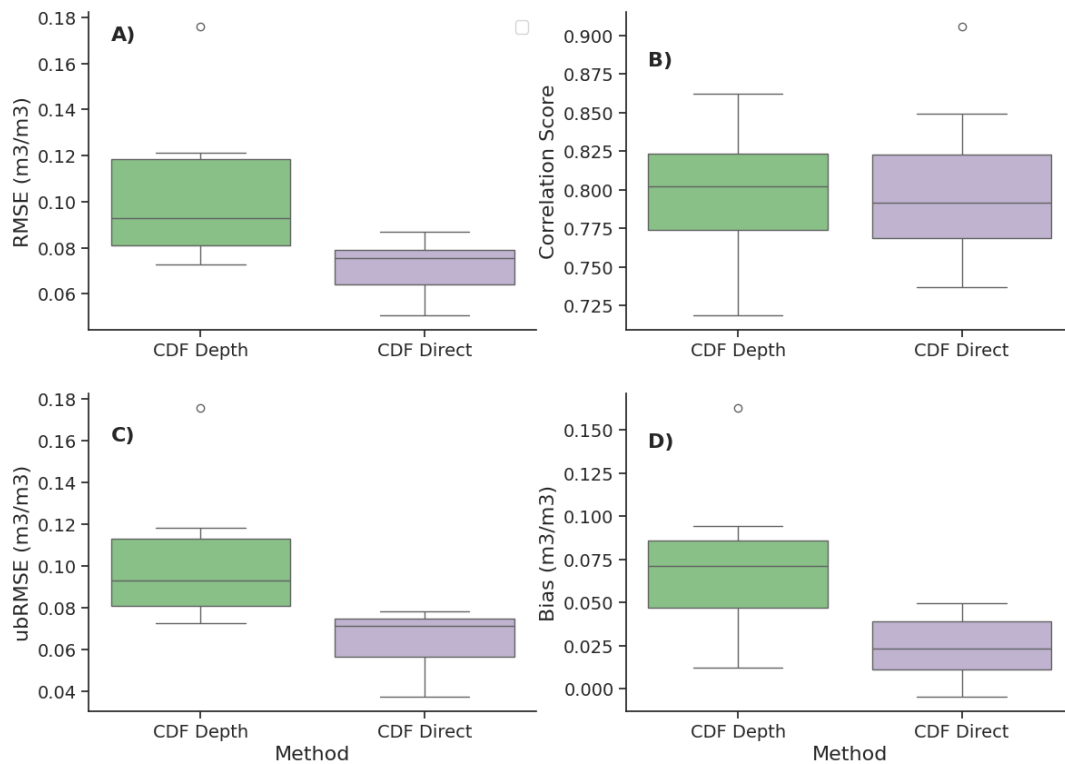 A)
RMSE (m3/m3)
0.18
0.16
0.14
0.12
0.10
0.08
0.06
CDF Depth CDF Direct
B)
Correlation Score
0.900
0.875
0.850
0.825
0.800
0.775
0.750
0.725
CDF Depth CDF Direct
C)
ubRMSE (m3/m3)
0.18
0.16
0.14
0.12
0.10
0.08
0.06
0.04
CDF Depth CDF Direct
Method
D)
Bias (m3/m3)
0.150
0.125
0.100
0.075
0.050
0.025
0.000
CDF Depth CDF Direct
Method